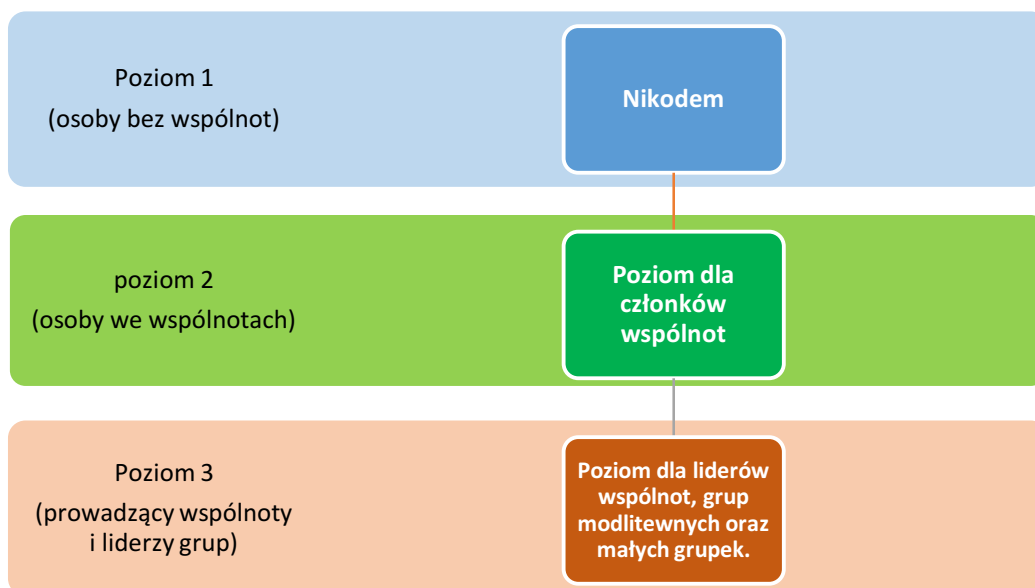 Poziom 1
(osoby bez wspólnot)
Nikodem
poziom 2
(osoby we wspólnotach)
Poziom dla
członków
wspólnot
Poziom 3
(prowadzący wspólnoty
i liderzy grup)
Poziom dla liderów
wspólnot, grup
modlitewnych oraz
małych grupek.